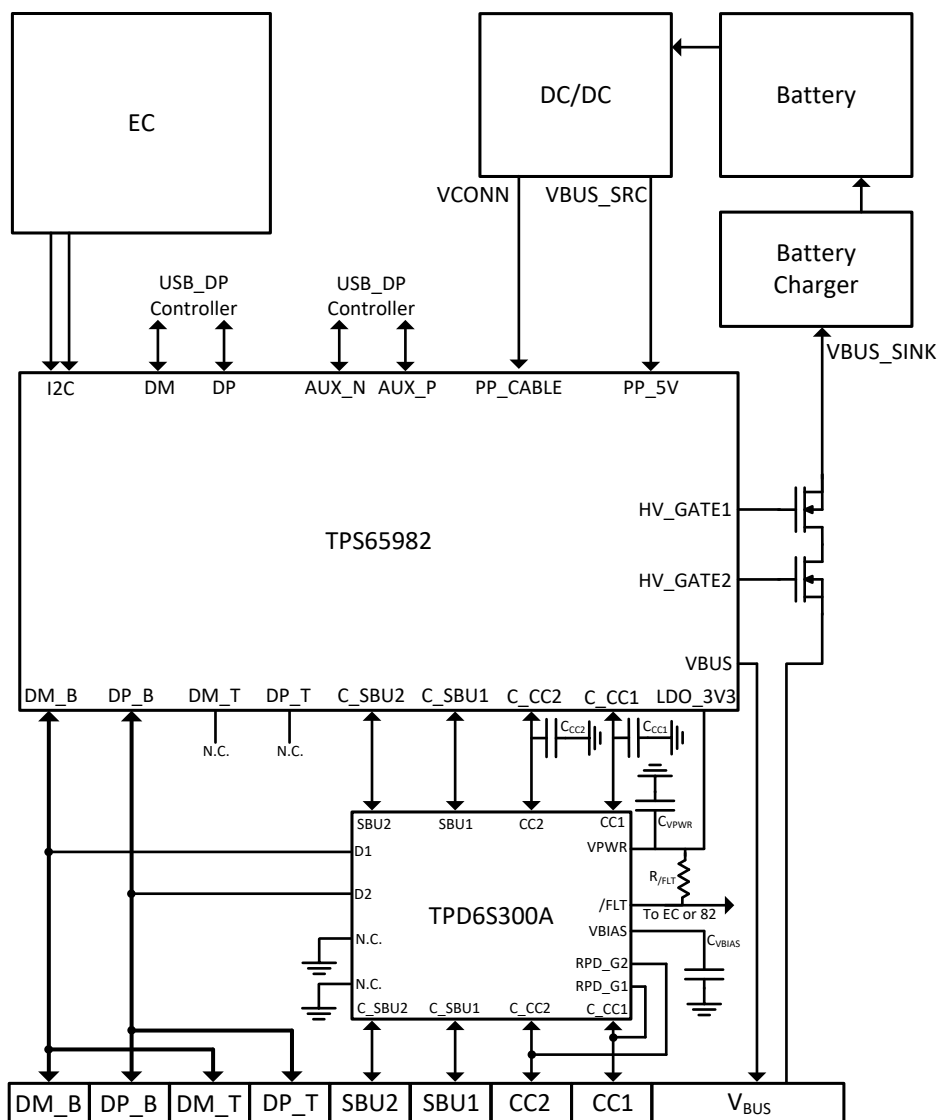 EC
DC/DC
Battery
VCONN
VBUS_SRC
Battery
Charger
USB_DP
Controller
USB_DP
Controller
VBUS_SINK
I2C
DM
DP
AUX_N
AUX_P
PP_CABLE
PP_5V
HV_GATE1
TPS65982
HV_GATE2
VBUS
DM_B
DP_B
DM_T
DP_T
C_SBU2
C_SBU1
C_CC2
C_CC1
LDO_3V3
N.C.
N.C.
CCC2
CCC1
CVPWR
SBU2
SBU1
CC2
CC1
VPWR
D1
R/FLT
D2
/FLT
To EC or 82
TPD6S300A
VBIAS
CVBIAS
N.C.
RPD_G2
N.C.
RPD_G1
C_SBU2
C_SBU1
C_CC2
C_CC1
DM_B
DP_B
DM_T
DP_T
SBU2
SBU1
CC2
CC1
VBUS